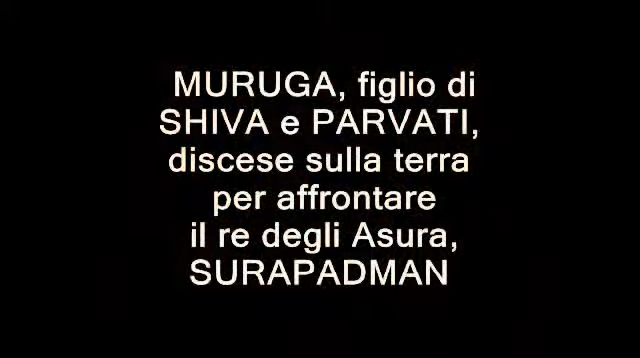 MURUGA, figlio di
SHIVA e PARVATI,
discese sulla terra
per affrontare
il re degli Asura,
SURAPADMAN